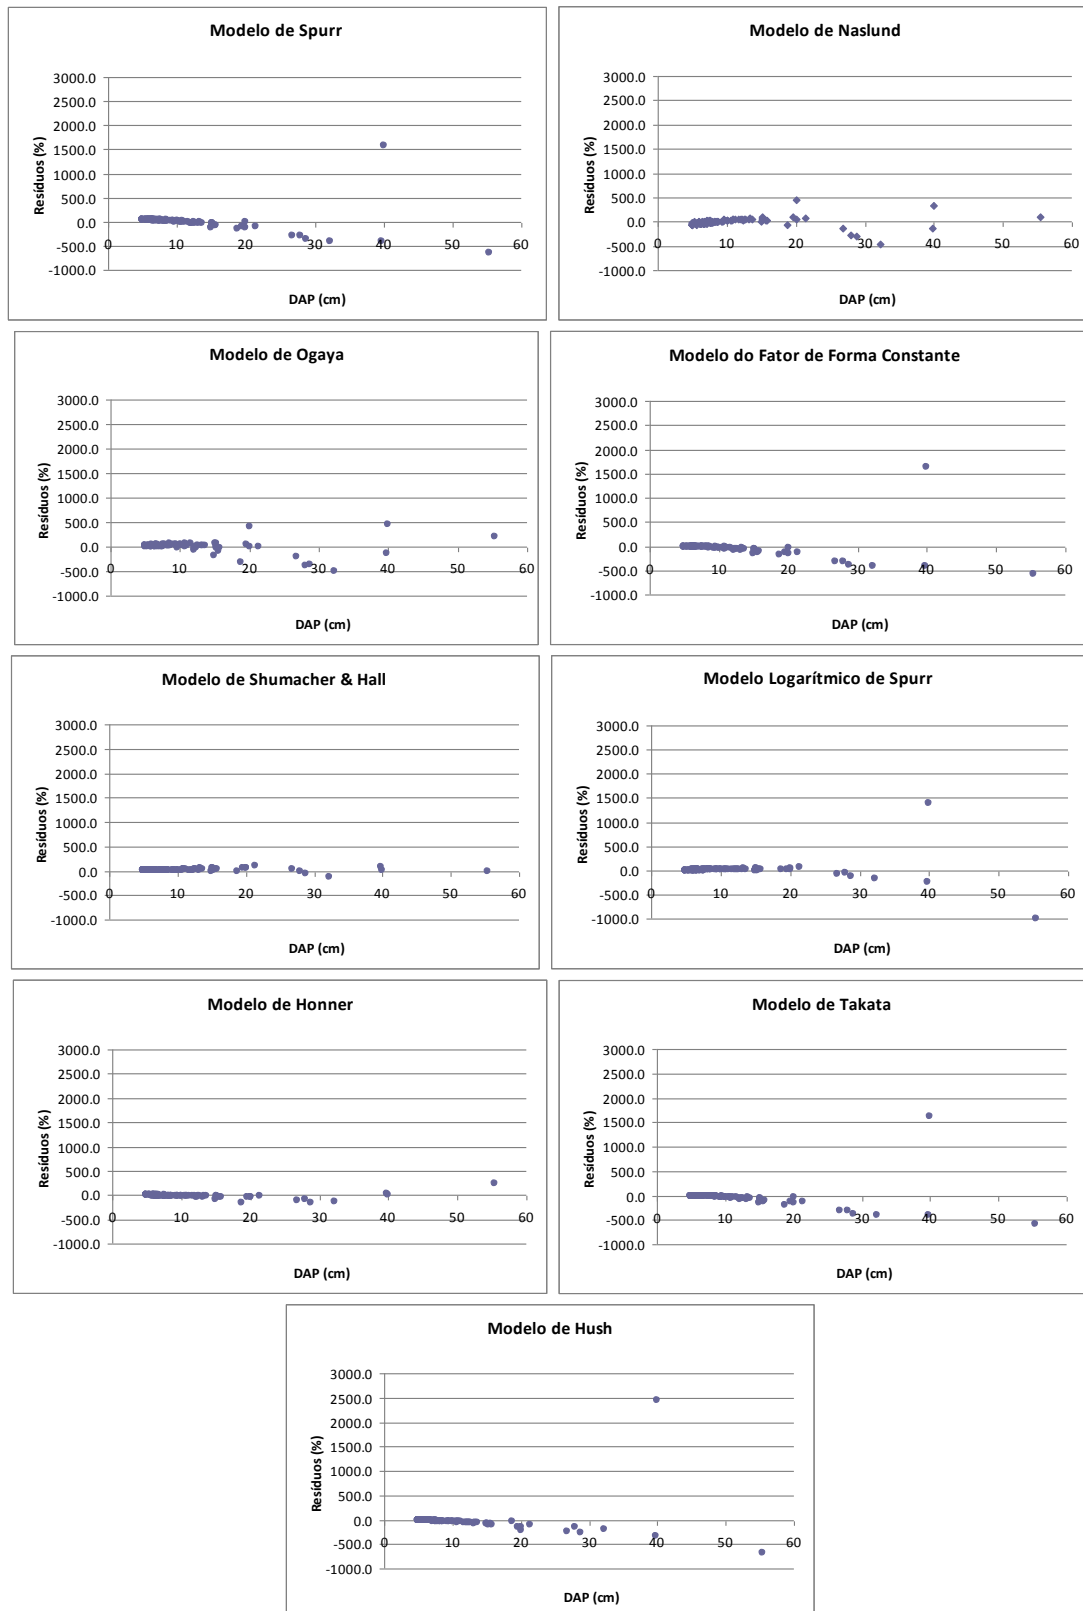 Modelo de Spurr
3000.0
2500.0
2000.0
1500.0
1000.0
500.0
0.0
-500.0
-1000.0
0 10 20 30 40 50 60
Resíduos (%)
DAP (cm)
Modelo de Naslund
3000.0
2500.0
2000.0
1500.0
1000.0
500.0
0.0
-500.0
-1000.0
0 10 20 30 40 50 60
Resíduos (%)
DAP (cm)
Modelo de Ogaya
3000.0
2500.0
2000.0
1500.0
1000.0
500.0
0.0
-500.0
-1000.0
0 10 20 30 40 50 60
Resíduos (%)
DAP (cm)
Modelo do Fator de Forma Constante
3000.0
2500.0
2000.0
1500.0
1000.0
500.0
0.0
-500.0
-1000.0
0 10 20 30 40 50 60
Resíduos (%)
DAP (cm)
Modelo de Shumacher & Hall
3000.0
2500.0
2000.0
1500.0
1000.0
500.0
0.0
-500.0
-1000.0
0 10 20 30 40 50 60
Resíduos (%)
DAP (cm)
Modelo Logarítmico de Spurr
3000.0
2500.0
2000.0
1500.0
1000.0
500.0
0.0
-500.0
-1000.0
0 10 20 30 40 50 60
Resíduos (%)
DAP (cm)
Modelo de Honner
3000.0
2500.0
2000.0
1500.0
1000.0
500.0
0.0
-500.0
-1000.0
0 10 20 30 40 50 60
Resíduos (%)
DAP (cm)
Modelo de Takata
3000.0
2500.0
2000.0
1500.0
1000.0
500.0
0.0
-500.0
-1000.0
0 10 20 30 40 50 60
Resíduos (%)
DAP (cm)
Modelo de Hush
3000.0
2500.0
2000.0
1500.0
1000.0
500.0
0.0
-500.0
-1000.0
0 10 20 30 40 50 60
Resíduos (%)
DAP (cm)